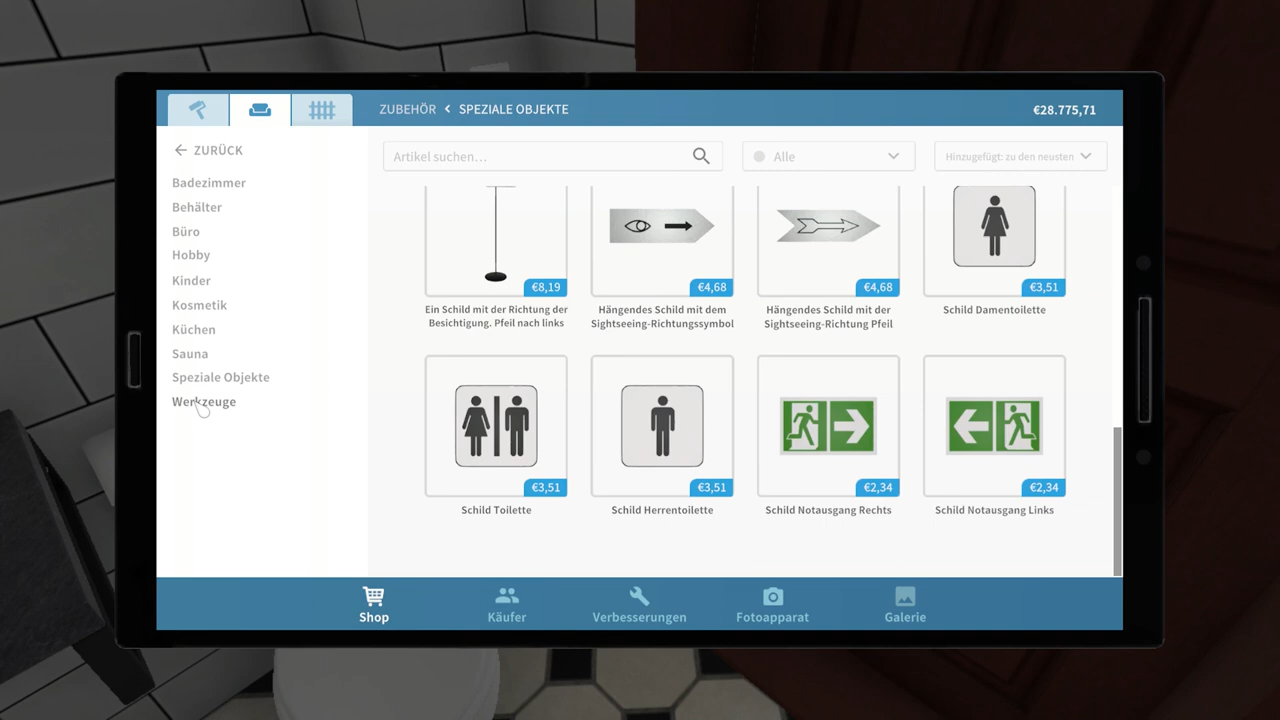 ZUBEHÖR < SPEZIALE OBJEKTE
€28.775,71
← ZURÜCK
Artikel suchen...
Alle
Hinzugefügt: zu den neusten
Badezimmer
Behälter
Büro
Hobby
Kinder
Kosmetik
Küchen
Sauna
Speziale Objekte
Werkzeuge
€8,19
€4,68
€4,68
€3,51
Ein Schild mit der Richtung der
Besichtigung. Pfeil nach links
Hängendes Schild mit dem
Sightseeing-Richtungssymbol
Hängendes Schild mit der
Sightseeing-Richtung Pfeil
Schild Damentoilette
€3,51
€3,51
€2,34
€2,34
Schild Toilette
Schild Herrentoilette
Schild Notausgang Rechts
Schild Notausgang Links
Shop
Käufer
Verbesserungen
Fotoapparat
Galerie